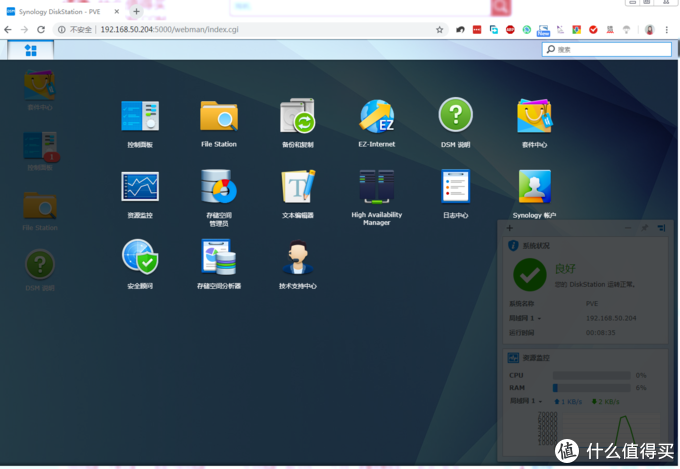 Synology DiskStation - PVE
不安全 | 192.168.50.204:5000/webman/index.cgi
New
搜索
套件中心
控制面板
1
File Station
DSM 说明
控制面板
File Station
备份和复制
EZ-Internet
DSM 说明
套件中心
资源监控
存储空间
管理员
文本编辑器
High Availability
Manager
日志中心
Synology 帐户
安全顾问
存储空间分析器
技术支持中心
系统状况
良好
您的 DiskStation 运转正常。
系统名称 PVE
局域网 1 192.168.50.204
运行时间 00:08:35
资源监控
CPU 0%
RAM 6%
局域网 1 1 KB/s 2 KB/s
值 什么值得买